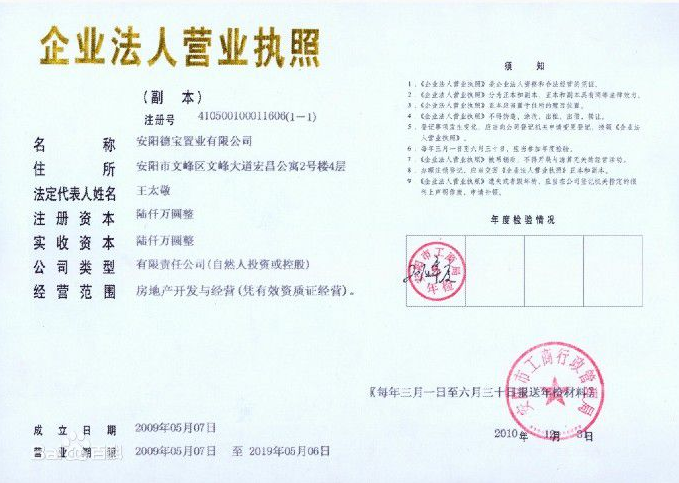 企业法人营业执照
（副 本）
注册号 410500100011606(1-1)
名 称 安阳德宝置业有限公司
住 所 安阳市文峰区文峰大道宏昌公寓2号楼4层
法定代表人姓名 王太敬
注 册 资 本 陆仟万圆整
实 收 资 本 陆仟万圆整
公 司 类 型 有限责任公司(自然人投资或控股)
经 营 范 围 房地产开发与经营(凭有效资质证经营)。
成 立 日 期 2009年05月07日
营 业 期 限 2009年05月07日 至 2019年05月06日
Baidu百科
须 知
1．《企业法人营业执照》是企业法人资格和合法经营的凭证。
2．《企业法人营业执照》分为正本和副本，正本和副本具有同等法律效力。
3．《企业法人营业执照》正本应当置于住所的醒目位置。
4．《企业法人营业执照》不得伪造、涂改、出租、出借、转让。
5．登记事项发生变化，应当向公司登记机关申请变更登记，换领《企业法人营业执照》。
6．每年三月一日至六月三十日，应当参加年度检验。
7．《企业法人营业执照》被吊销后，不得开展与清算无关的经营活动。
8．办理注销登记，应当交回《企业法人营业执照》正本和副本。
9．《企业法人营业执照》遗失或者毁坏的，应当在公司登记机关指定的报刊上声明作废，申请补领。
年 度 检 验 情 况
安阳市工商局
年检
安阳市工商行政管理局
《每年三月一日至六月三十日报送年检材料》
2010 年 12月 31日